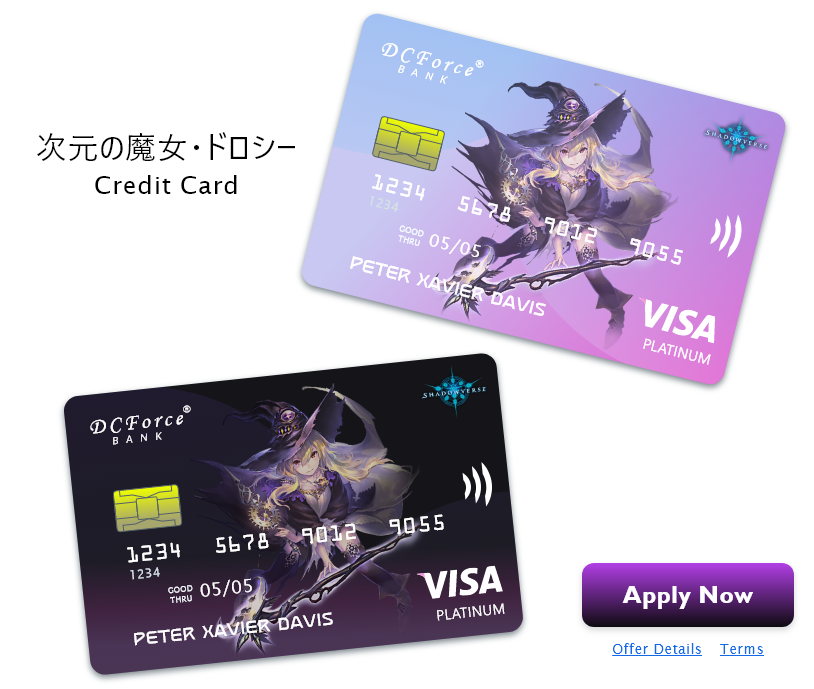 次元の魔女・ドロシー
Credit Card
DCForce®
BANK
SHADOWVERSE
1234 5678 9012 9055
1234
GOOD THRU 05/05
PETER XAVIER DAVIS
VISA
PLATINUM
DCForce®
BANK
SHADOWVERSE
1234 5678 9012 9055
1234
GOOD THRU 05/05
PETER XAVIER DAVIS
VISA
PLATINUM
Apply Now
Offer Details Terms